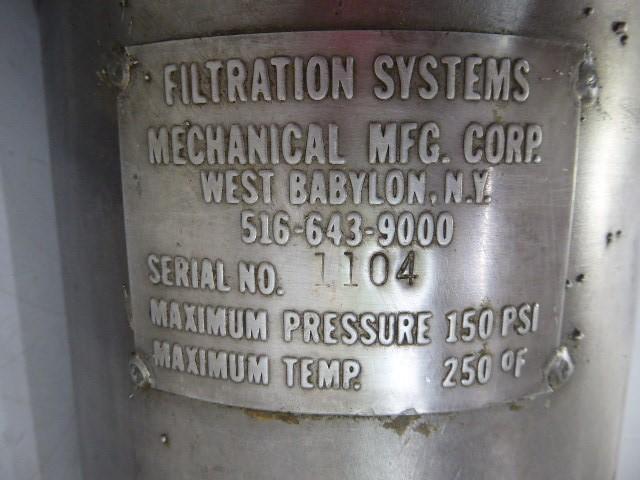 FILTRATION SYSTEMS
MECHANICAL MFG. CORP.
WEST BABYLON, N.Y.
516-643-9000
SERIAL NO. 1104
MAXIMUM PRESSURE 150 PSI
MAXIMUM TEMP. 250 °F